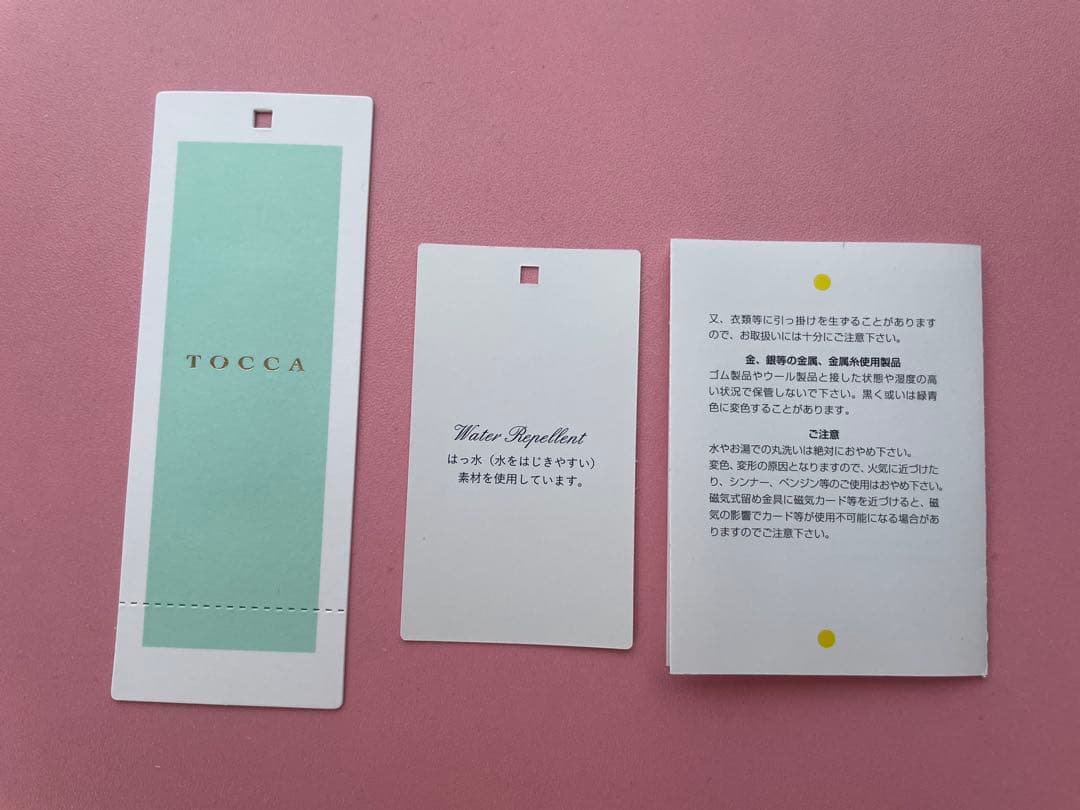 TOCCA
Water Repellent
はっ水（水をはじきやすい）
素材を使用しています。
又、衣類等に引っ掛けを生ずることがあります
ので、お取扱いには十分にご注意下さい。
金、銀等の金属、金属糸使用製品
ゴム製品やウール製品と接した状態や湿度の高
い状況で保管しないで下さい。黒く或いは緑青
色に変色することがあります。
ご注意
水やお湯での丸洗いは絶対におやめ下さい。
変色、変形の原因となりますので、火気に近づけた
り、シンナー、ベンジン等のご使用はおやめ下さい。
磁気式留め金具に磁気カード等を近づけると、磁
気の影響でカード等が使用不可能になる場合があ
りますのでご注意下さい。